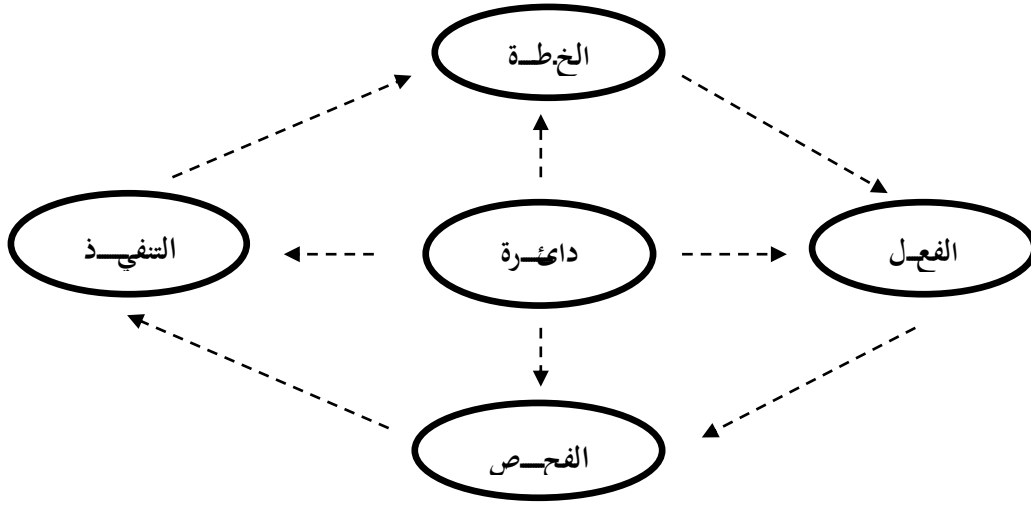 الخطة
الفعل
دائرة
التنفيذ
الفحص